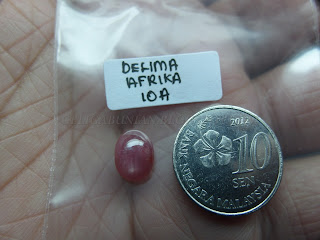 DELIMA
AFRIKA
10A
2012
10
SEN
BANK NEGARA MALAYSIA